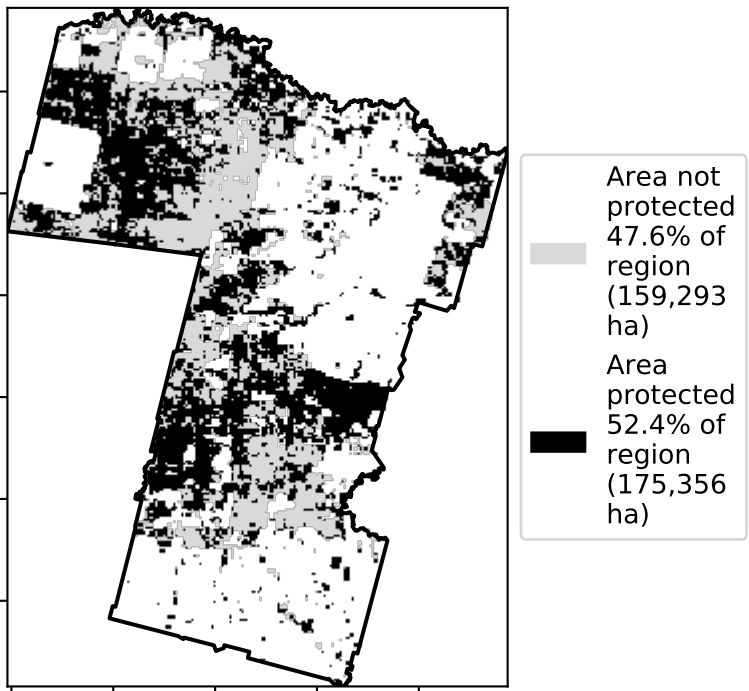 Area not
protected
47.6% of
region
(159,293
ha)
Area
protected
52.4% of
region
(175,356
ha)